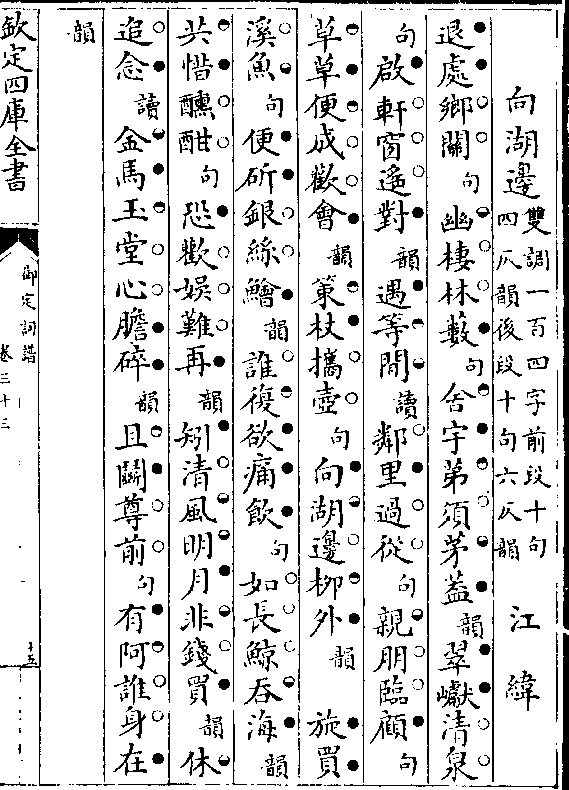 向湖邊 雙調一百四字前段十句
四仄韻後段十句六仄韻 江緯
退處鄉關句幽棲林藪句舍宇第須茅蓋韻翠巘清泉
句啟軒窗遙對韻遇等閒讀鄰里過從句親朋臨顧句
草草便成歡會韻策杖攜壺句向湖邊柳外韻 旋買
溪魚句便斫銀絲鱠韻誰復欲痛飲句如長鯨吞海韻
共惜醺酣句恐歡娛難再韻矧清風明月非錢買韻休
追念讀金馬玉堂心膽碎韻且鬭尊前句有阿誰身在
韻
欽定四庫全書
御定詞譜
卷三十三
十五